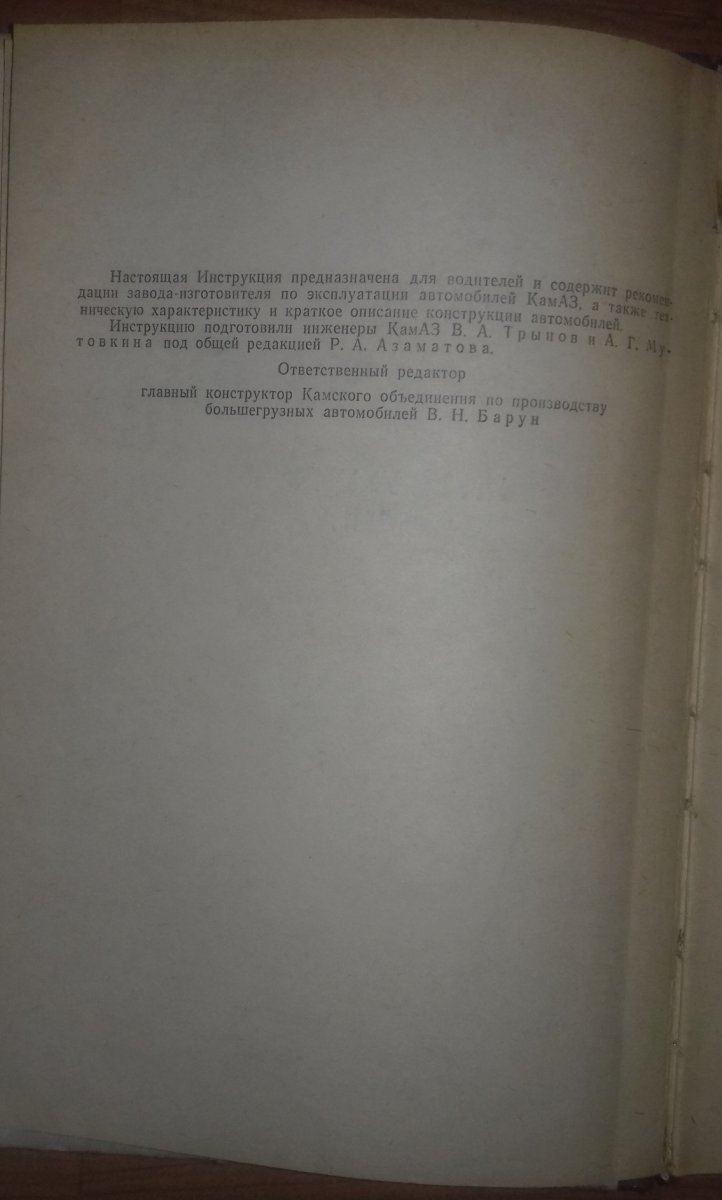 Настоящая Инструкция предназначена для водителей и содержит рекомен-
дации завода-изготовителя по эксплуатации автомобилей КамАЗ, а также тех-
ническую характеристику и краткое описание конструкции автомобилей.
Инструкцию подготовили инженеры КамАЗ В. А. Трынов и А. Г. Му-
товкина под общей редакцией Р. А. Азаматова.
Ответственный редактор
главный конструктор Камского объединения по производству
большегрузных автомобилей В. Н. Барун